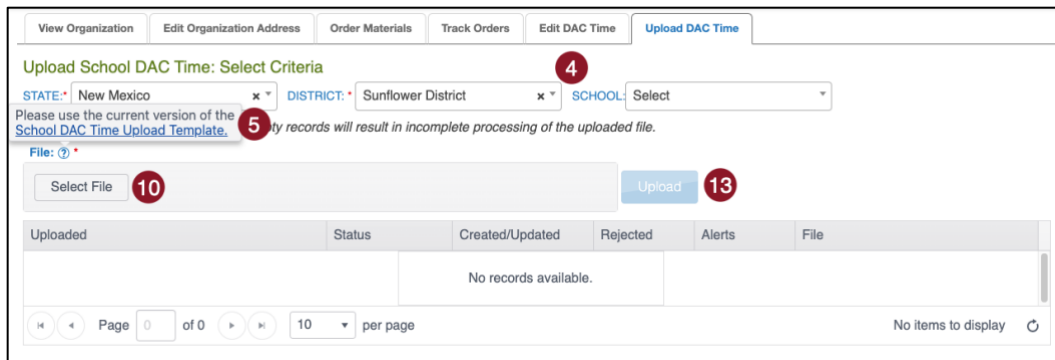 View Organization Edit Organization Address Order Materials Track Orders Edit DAC Time Upload DAC Time
Upload School DAC Time: Select Criteria
4
STATE:* New Mexico × DISTRICT: * Sunflower District × SCHOOL: Select
Please use the current version of the
School DAC Time Upload Template.
5 records will result in incomplete processing of the uploaded file.
File: ? *
Select File 10 Upload 13
Uploaded Status Created/Updated Rejected Alerts File
No records available.
Page 0 of 0 10 per page No items to display